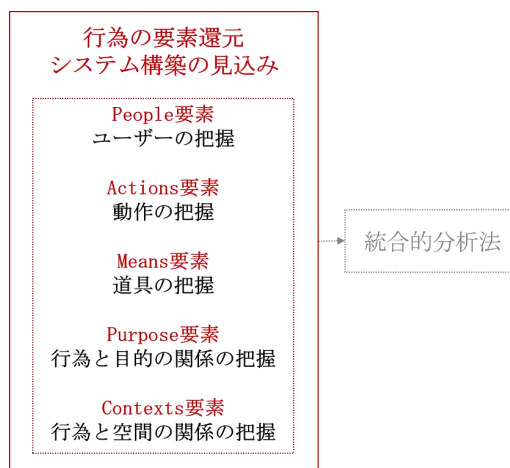 行為の要素還元
システム構築の見込み
People要素
ユーザーの把握
Actions要素
動作の把握
Means要素
道具の把握
Purpose要素
行為と目的の関係の把握
Contexts要素
行為と空間の関係の把握
統合的分析法